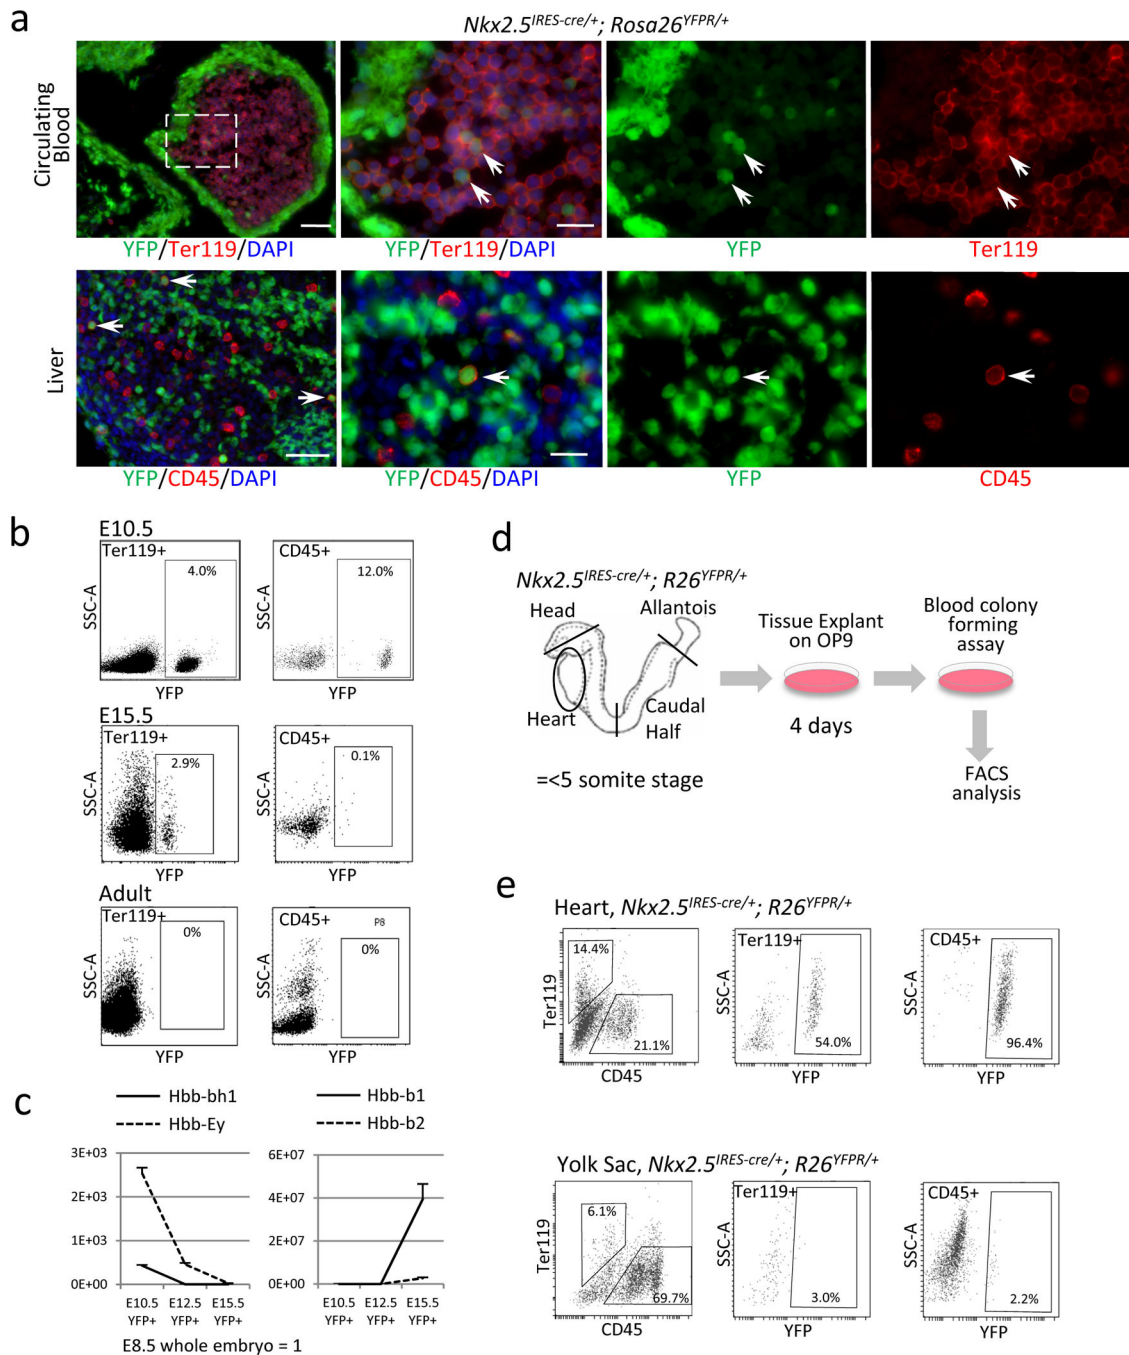 a
Nkx2.5IRES-cre/+; Rosa26YFPR/+
Circulating
Blood
YFP/Ter119/DAPI
YFP/Ter119/DAPI
YFP
Ter119
Liver
YFP/CD45/DAPI
YFP/CD45/DAPI
YFP
CD45
b
E10.5
Ter119+
4.0%
SSC-A
YFP
CD45+
12.0%
SSC-A
YFP
E15.5
Ter119+
2.9%
SSC-A
YFP
CD45+
0.1%
SSC-A
YFP
Adult
Ter119+
0%
SSC-A
YFP
CD45+
P8
0%
SSC-A
YFP
c
Hbb-bh1
Hbb-Ey
3E+03
2E+03
1E+03
0E+00
E10.5 E12.5 E15.5
YFP+ YFP+ YFP+
Hbb-b1
Hbb-b2
6E+07
4E+07
2E+07
0E+00
E10.5 E12.5 E15.5
YFP+ YFP+ YFP+
E8.5 whole embryo = 1
d
Nkx2.5IRES-cre/+; R26YFPR/+
Head
Allantois
Heart
Caudal
Half
=<5 somite stage
Tissue Explant
on OP9
4 days
Blood colony
forming
assay
FACS
analysis
e
Heart, Nkx2.5IRES-cre/+; R26YFPR/+
14.4%
21.1%
Ter119
CD45
Ter119+
54.0%
SSC-A
YFP
CD45+
96.4%
SSC-A
YFP
Yolk Sac, Nkx2.5IRES-cre/+; R26YFPR/+
6.1%
69.7%
Ter119
CD45
Ter119+
3.0%
SSC-A
YFP
CD45+
2.2%
SSC-A
YFP